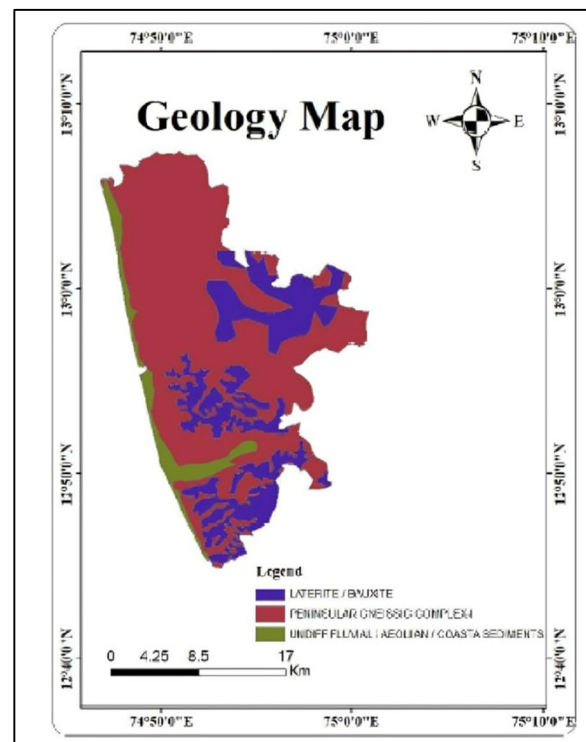 74°50'0"E 75°0'0"E 75°10'0"E
13°10'0"N 13°10'0"N
Geology Map
N
W E
S
13°0'0"N 13°0'0"N
12°50'0"N 12°50'0"N
Legend
LATERITE / BAUXITE
PENINSULAR GNEISSIC COMPLEX-I
UNDIFF FLUVIAL / AEOLIAN / COASTA SEDIMENTS
12°40'0"N 12°40'0"N
0 4.25 8.5 17
Km
74°50'0"E 75°0'0"E 75°10'0"E